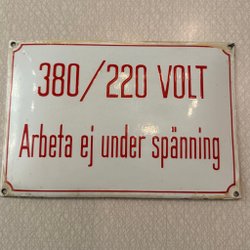 380/220 VOLT
Arbeta ej under spänning